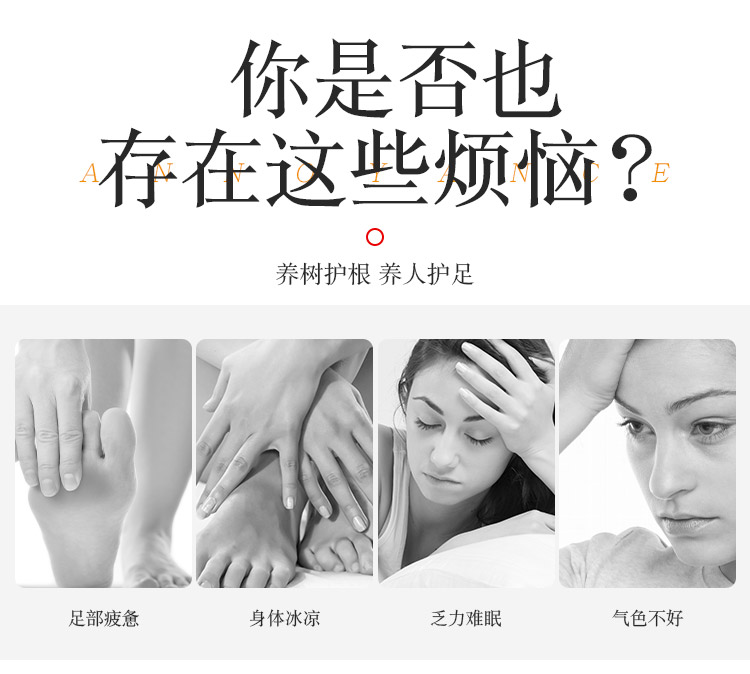 你是否也
存在这些烦恼?
ANNOYANCE
养树护根 养人护足
足部疲惫
身体冰凉
乏力难眠
气色不好